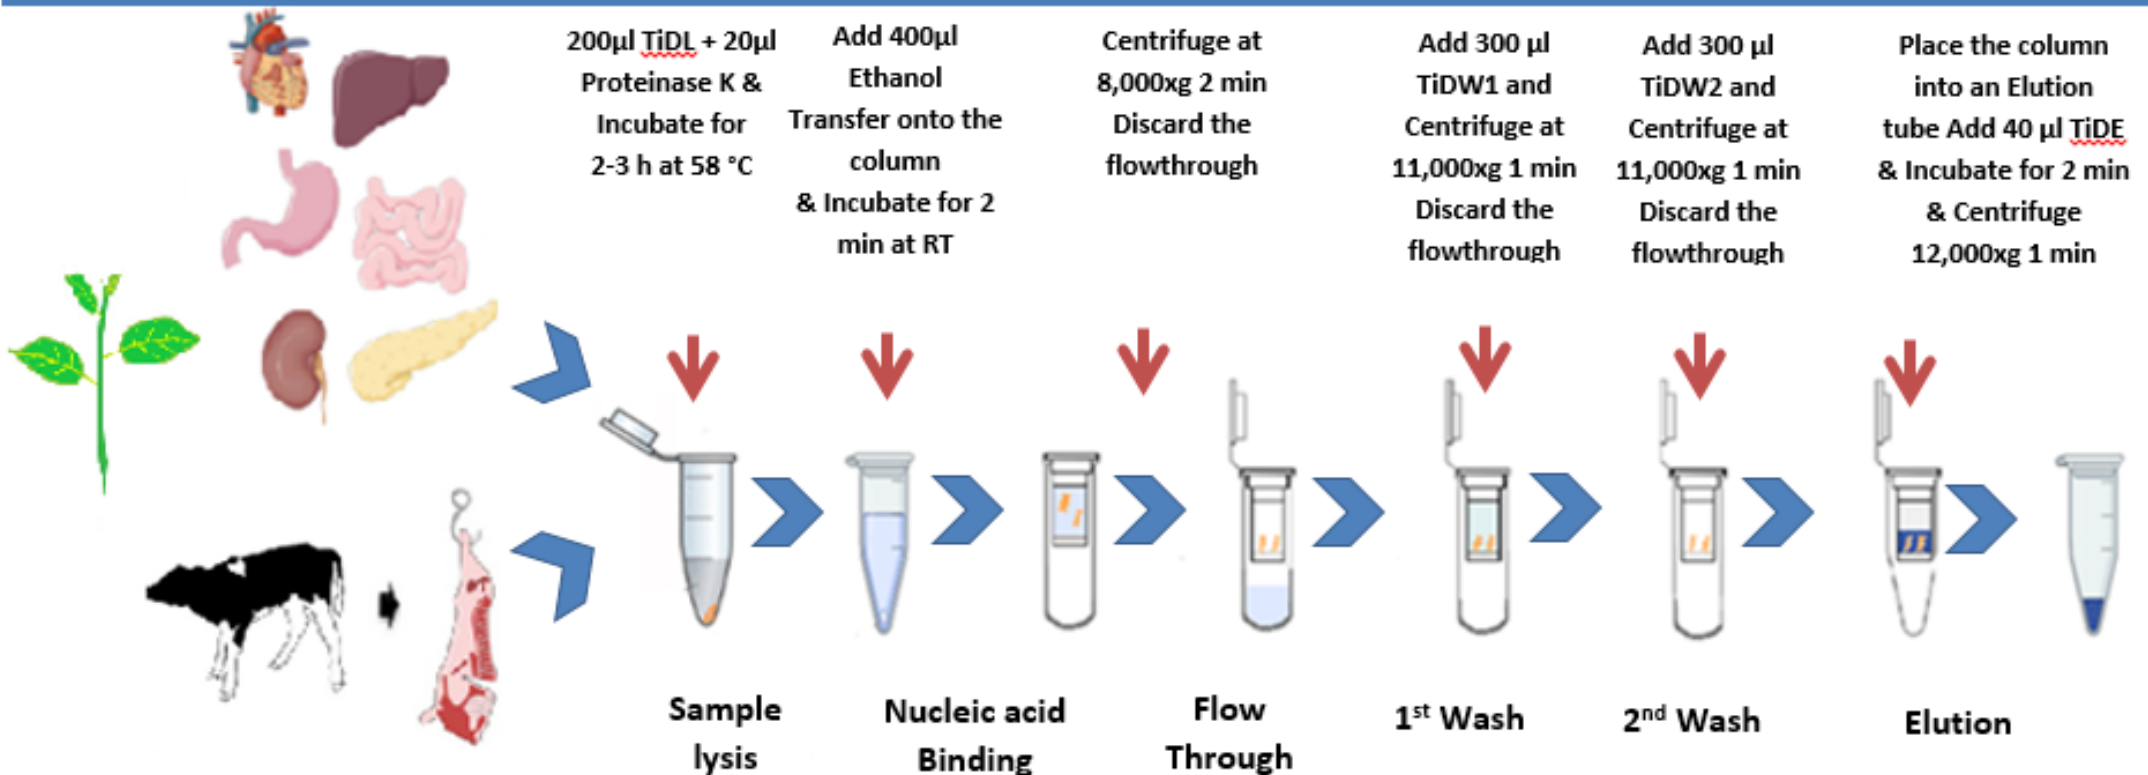 200µl TiDL + 20µl
Proteinase K &
Incubate for
2-3 h at 58 °C
Add 400µl
Ethanol
Transfer onto the
column
& Incubate for 2
min at RT
Centrifuge at
8,000xg 2 min
Discard the
flowthrough
Add 300 µl
TiDW1 and
Centrifuge at
11,000xg 1 min
Discard the
flowthrough
Add 300 µl
TiDW2 and
Centrifuge at
11,000xg 1 min
Discard the
flowthrough
Place the column
into an Elution
tube Add 40 µl TiDE
& Incubate for 2 min
& Centrifuge
12,000xg 1 min
Sample
lysis
Nucleic acid
Binding
Flow
Through
1st Wash
2nd Wash
Elution